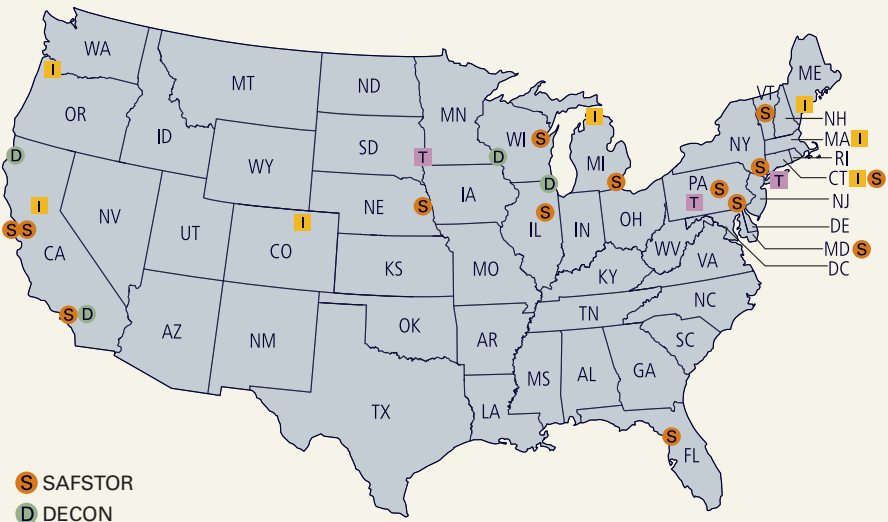 WA
I
MT
ND
MN
VT
ME
I
OR
ID
SD
T
WI
S
D
I
MI
S
S
NH
NY
MA I
RI
CT I S
D
WY
D
PA
S
S
T
T
NJ
I
NV
UT
I
CO
NE
S
IA
IL
S
IN
OH
S
DE
S S
CA
KS
MO
WV
VA
MD S
DC
KY
S D
AZ
NM
OK
AR
TN
NC
SC
TX
LA
MS
AL
GA
S
FL
S SAFSTOR
D DECON